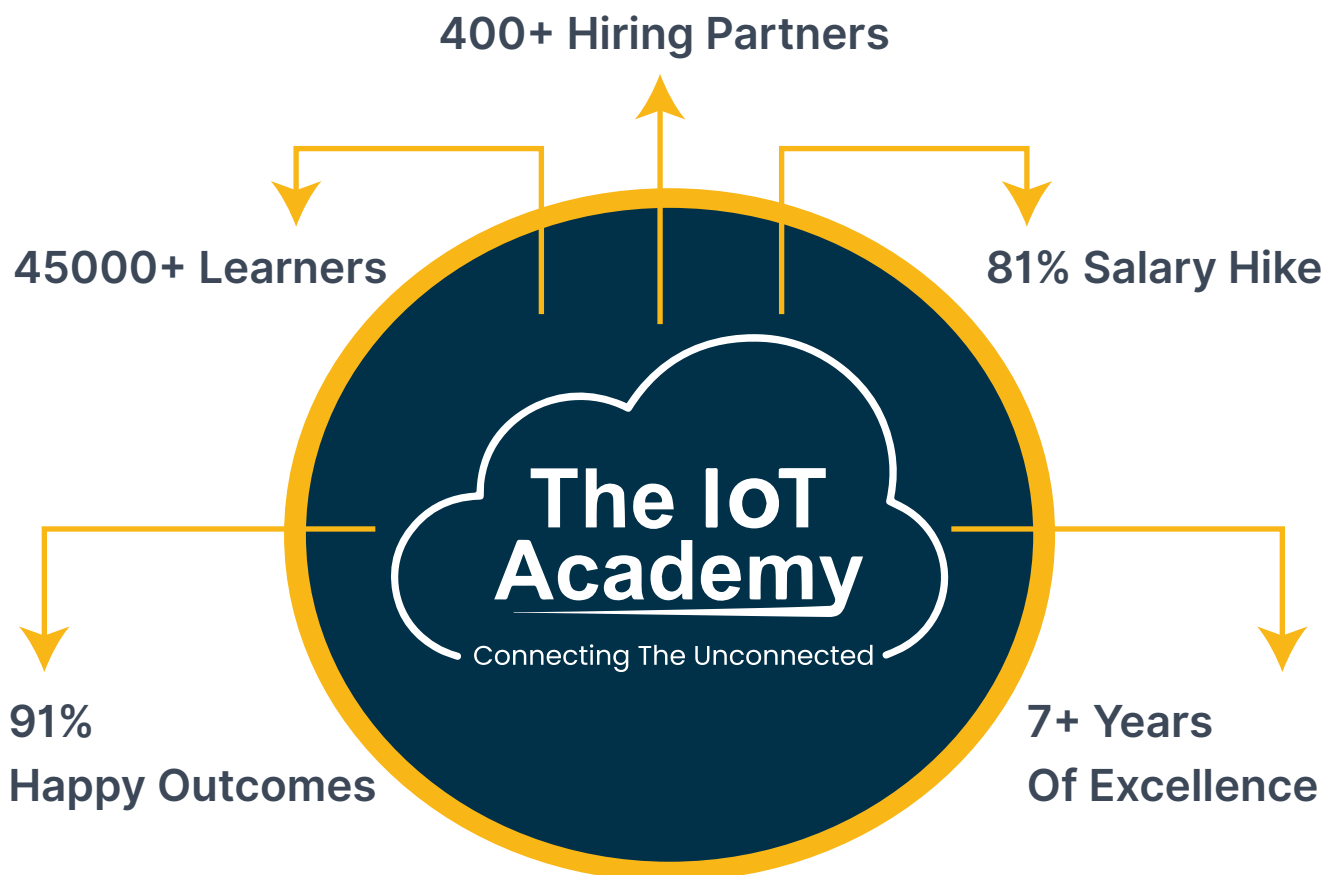 400+ Hiring Partners
45000+ Learners
81% Salary Hike
The IoT
Academy
Connecting The Unconnected
91%
Happy Outcomes
7+ Years
Of Excellence